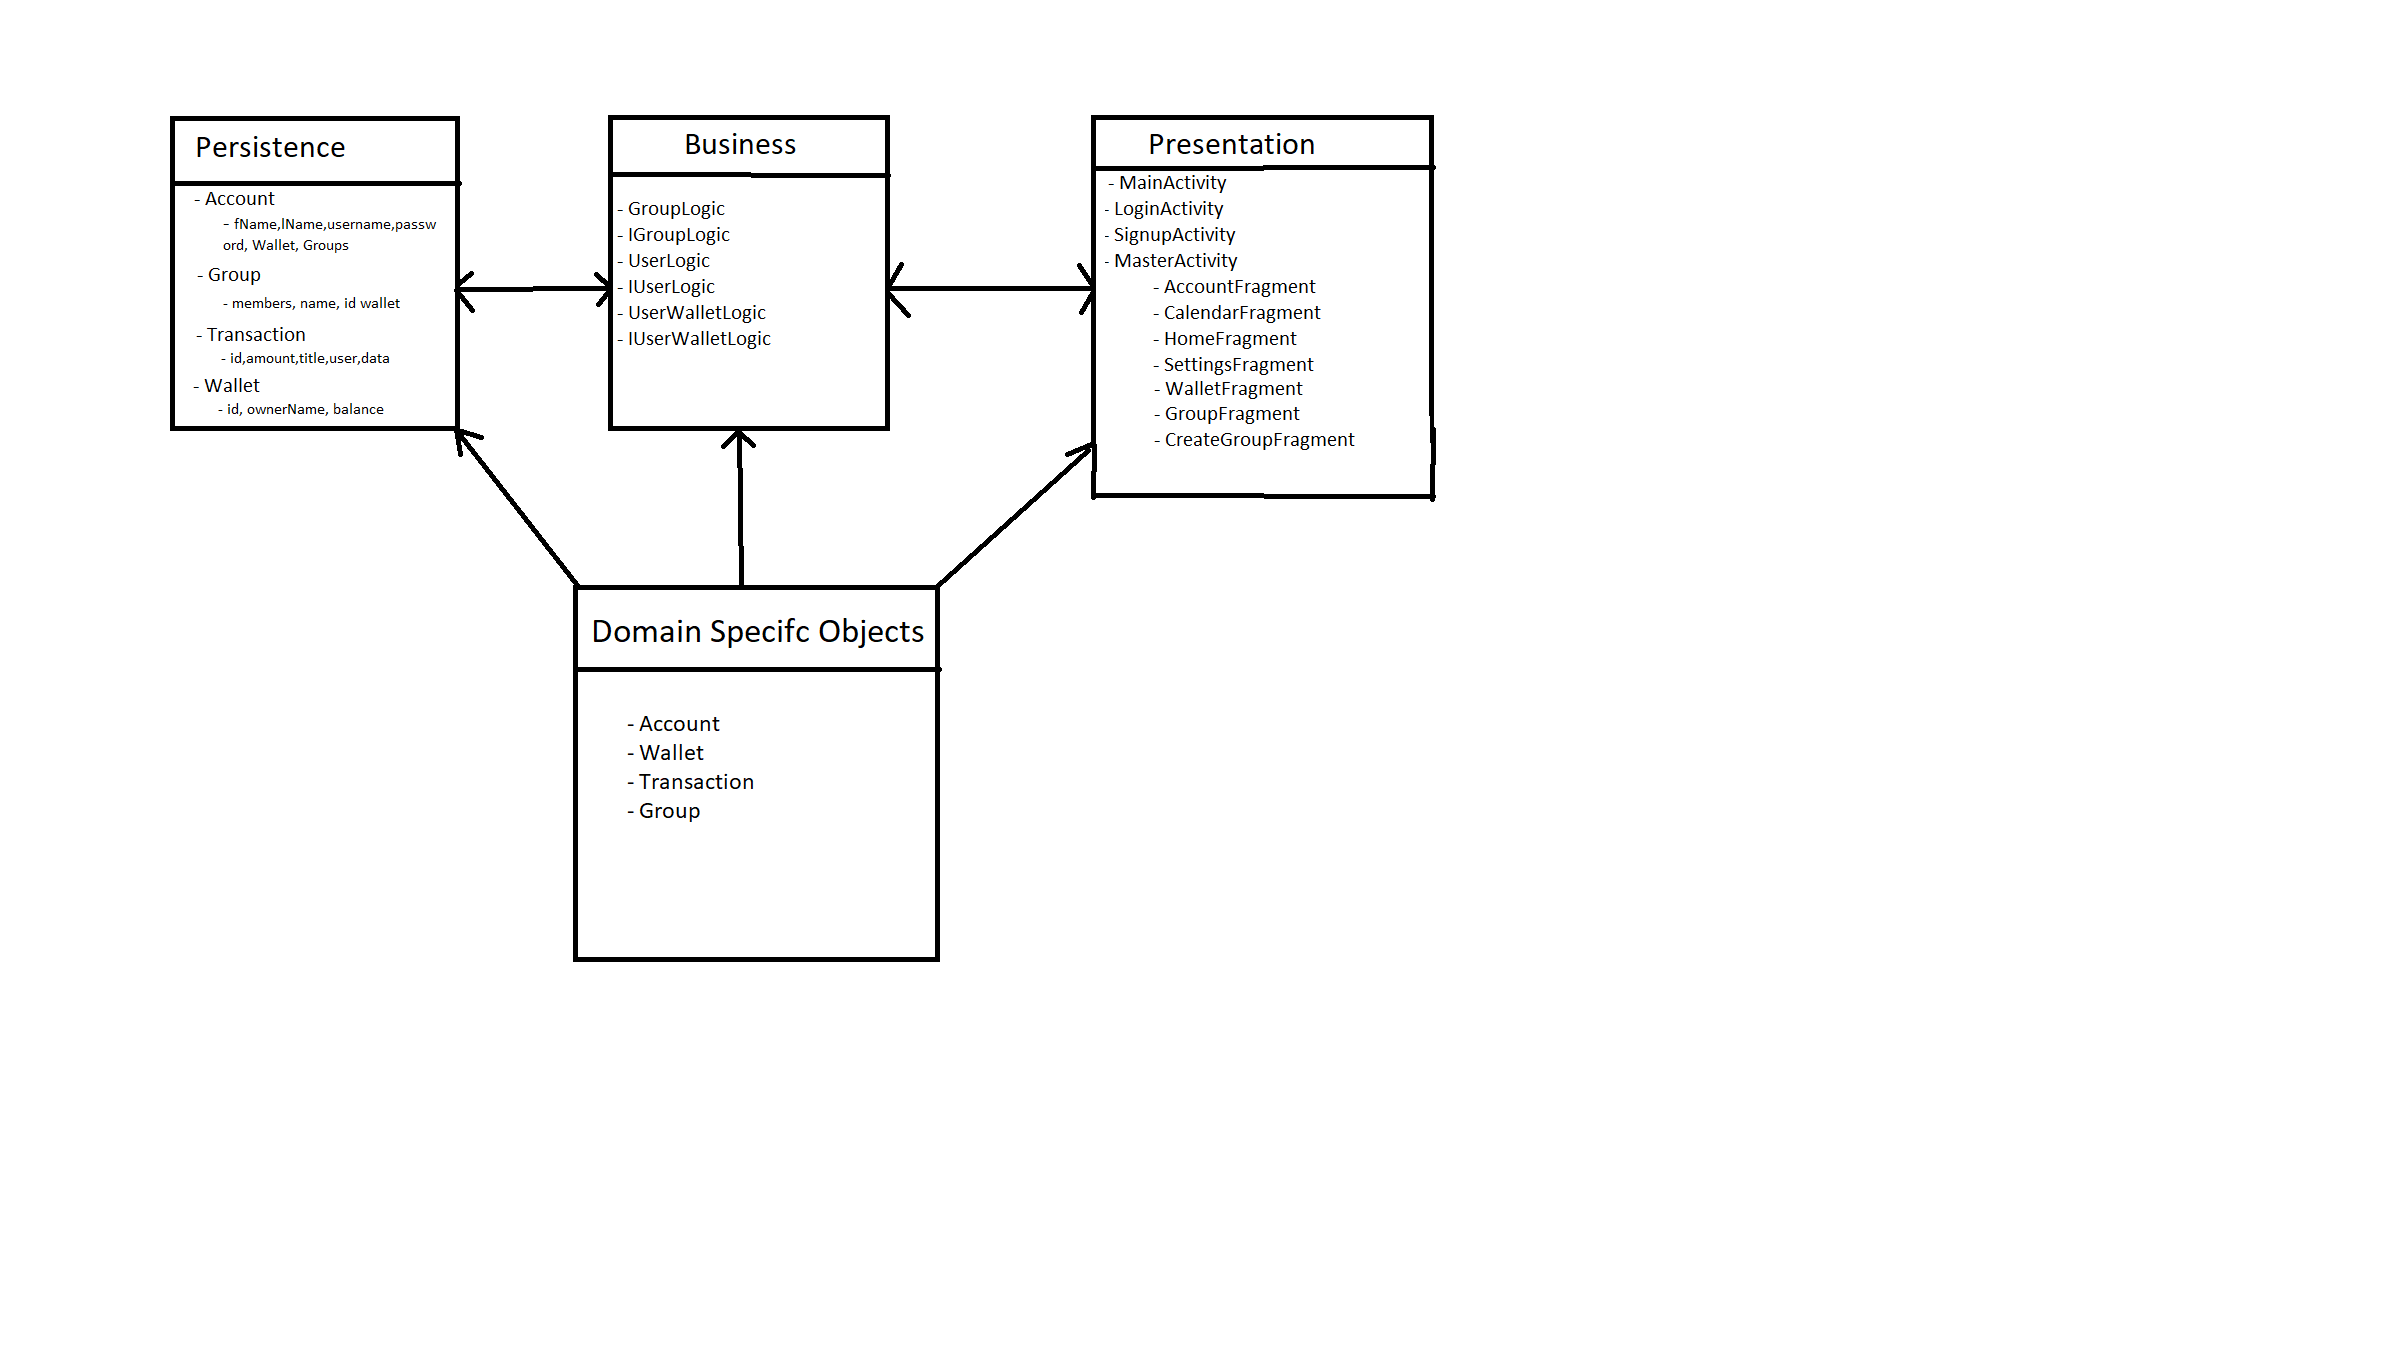 Persistence
- Account
- fName,lName,username,passw
ord, Wallet, Groups
- Group
- members, name, id wallet
- Transaction
- id,amount,title,user,data
- Wallet
- id, ownerName, balance
Business
- GroupLogic
- IGroupLogic
- UserLogic
- IUserLogic
- UserWalletLogic
- IUserWalletLogic
Presentation
- MainActivity
- LoginActivity
- SignupActivity
- MasterActivity
- AccountFragment
- CalendarFragment
- HomeFragment
- SettingsFragment
- WalletFragment
- GroupFragment
- CreateGroupFragment
Domain Specifc Objects
- Account
- Wallet
- Transaction
- Group